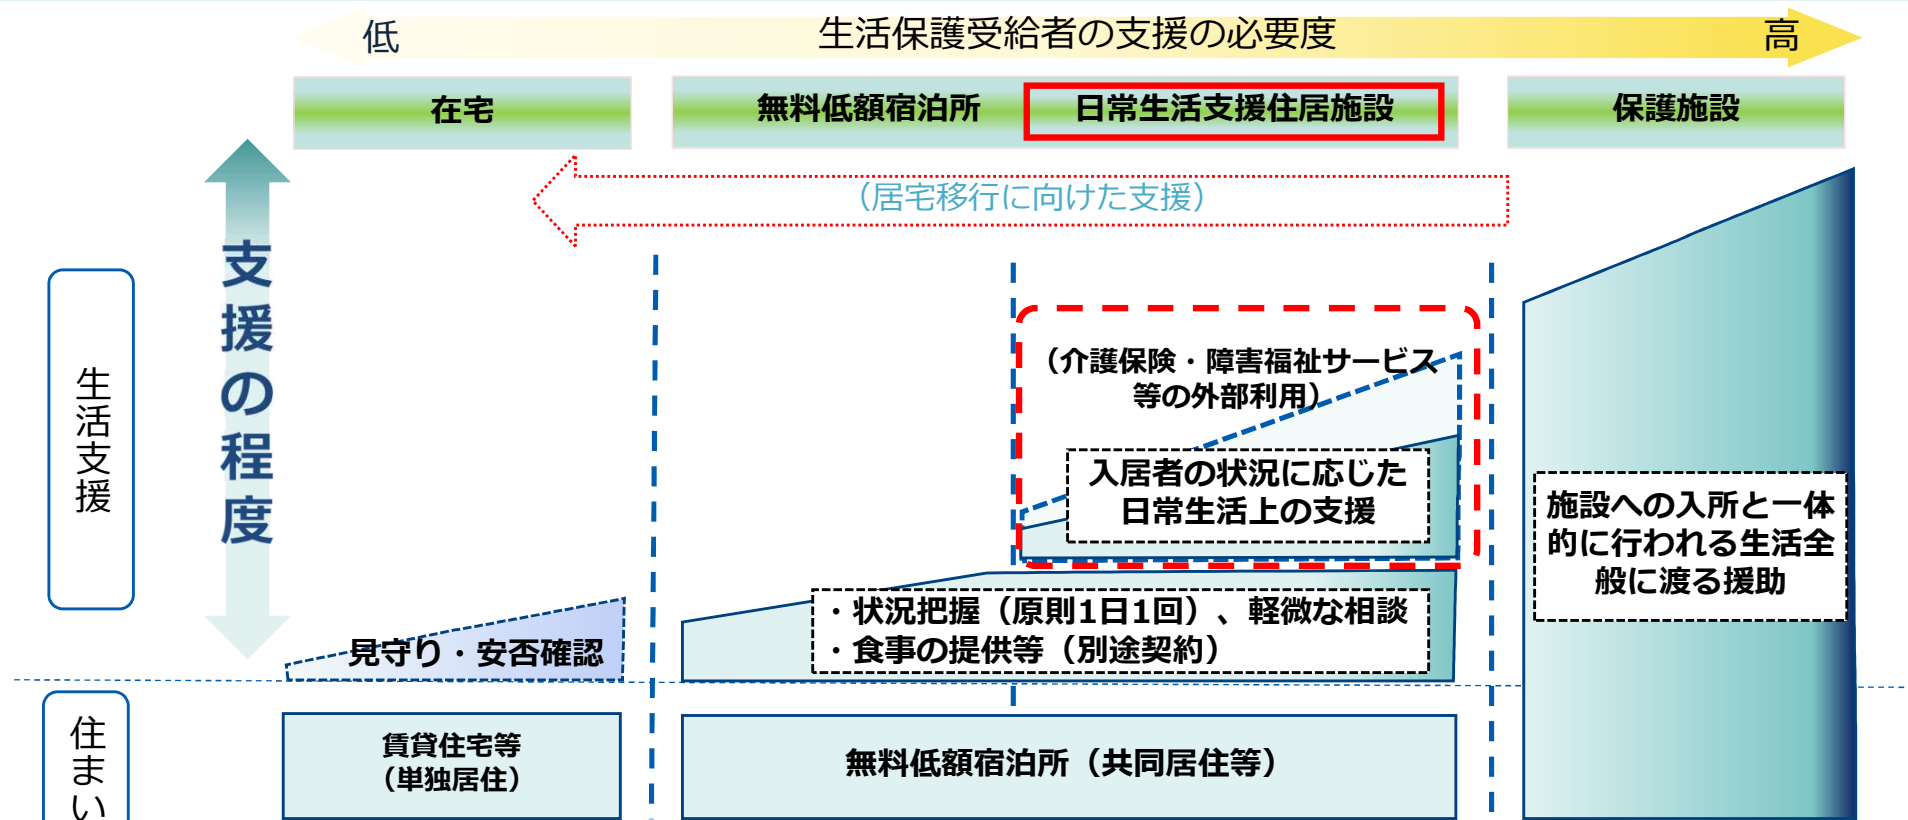 低
生活保護受給者の支援の必要度
高
在宅
無料低額宿泊所
日常生活支援住居施設
保護施設
（居宅移行に向けた支援）
支援の程度
生活支援
（介護保険・障害福祉サービス
等の外部利用）
入居者の状況に応じた
日常生活上の支援
施設への入所と一体
的に行われる生活全
般に渡る援助
・状況把握（原則1日1回）、軽微な相談
・食事の提供等（別途契約）
見守り・安否確認
住まい
賃貸住宅等
（単独居住）
無料低額宿泊所（共同居住等）